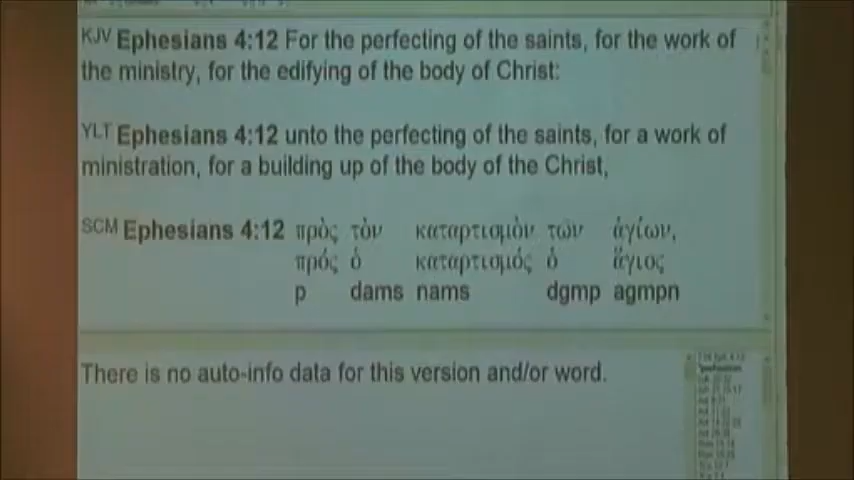 KJV Ephesians 4:12 For the perfecting of the saints, for the work of
the ministry, for the edifying of the body of Christ:
YLT Ephesians 4:12 unto the perfecting of the saints, for a work of
ministration, for a building up of the body of the Christ,
SCM Ephesians 4:12 πρὸς τὸν καταρτισμὸν τῶν ἁγίων,
πρός ὁ καταρτισμός ὁ ἅγιος
p dams nams dgmp agmpn
There is no auto-info data for this version and/or word.